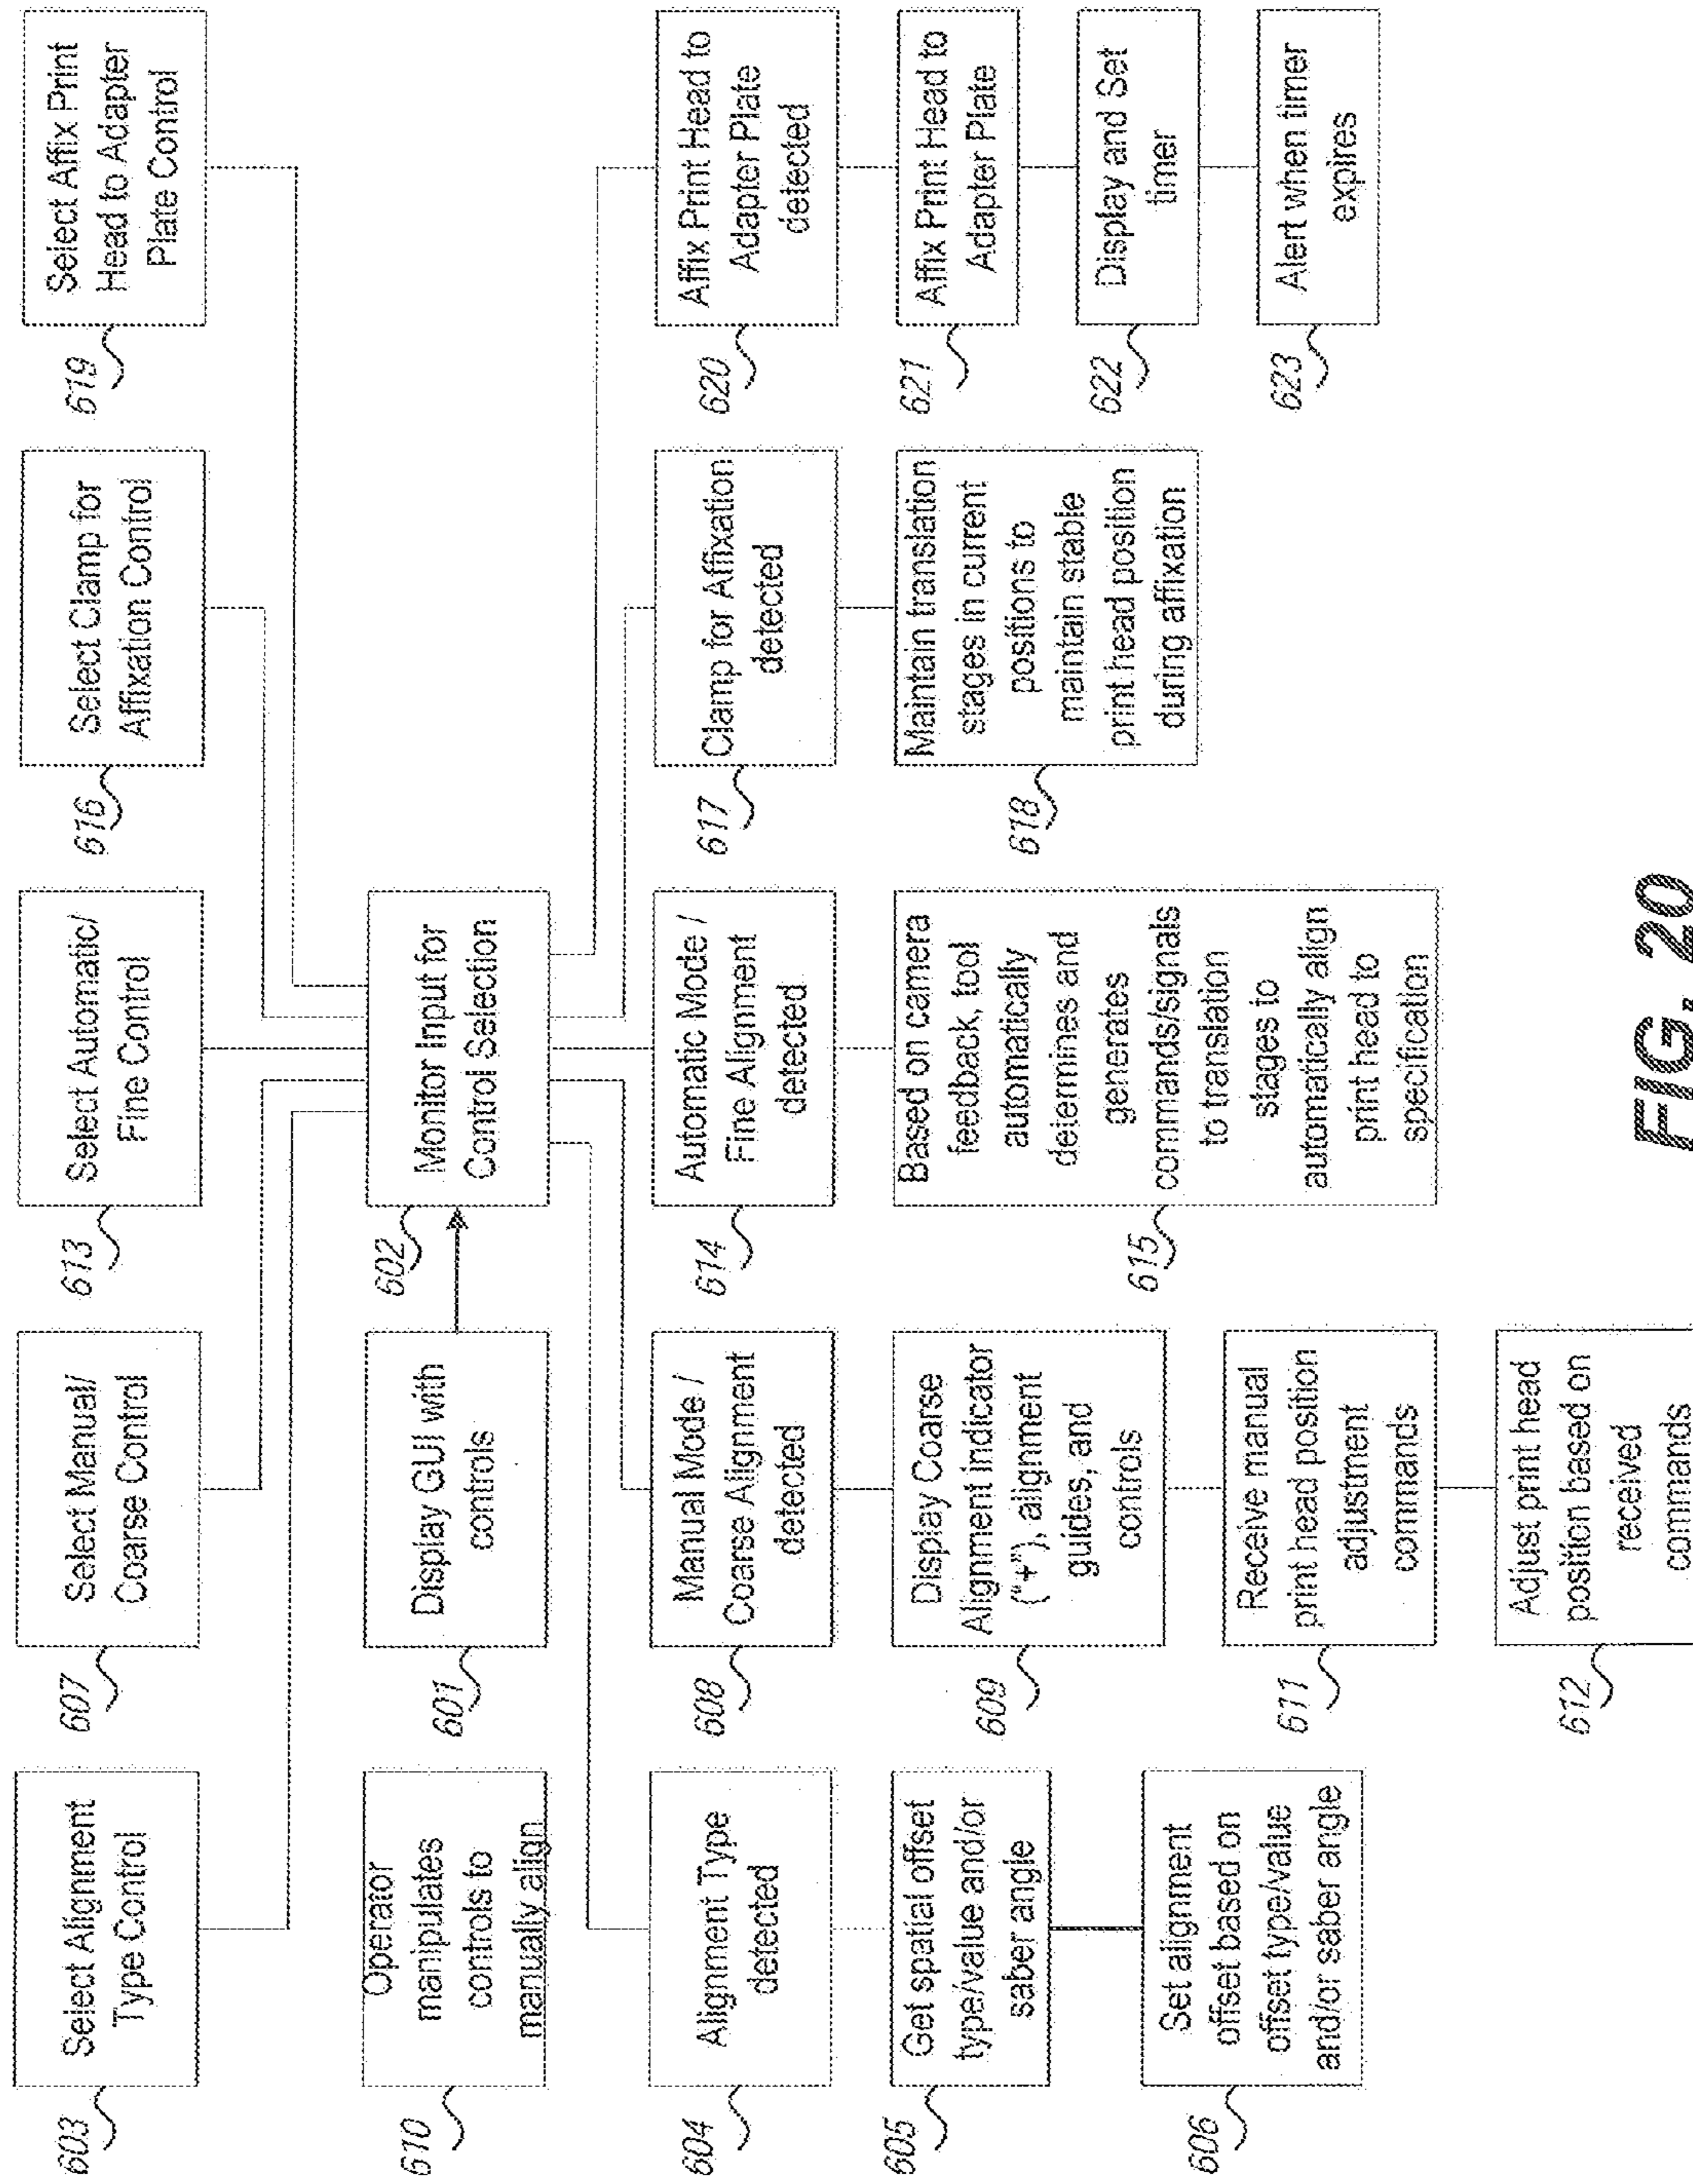 603
Select Alignment
Type Control
607
Select Manual/
Coarse Control
613
Select Automatic/
Fine Control
616
Select Clamp for
Affixation Control
619
Select Affix Print
Head to Adapter
Plate Control
610
Operator
manipulates
controls to
manually align
601
Display GUI with
controls
602
Monitor Input for
Control Selection
604
Alignment Type
detected
608
Manual Mode /
Coarse Alignment
detected
614
Automatic Mode /
Fine Alignment
detected
617
Clamp for Affixation
detected
620
Affix Print Head to
Adapter Plate
detected
605
Get spatial offset
type/value and/or
saber angle
609
Display Coarse
Alignment indicator
("+"), alignment
guides, and
controls
615
Based on camera
feedback, tool
automatically
determines and
generates
commands/signals
to translation
stages to
automatically align
print head to
specification
618
Maintain translation
stages in current
positions to
maintain stable
print head position
during affixation
621
Affix Print Head to
Adapter Plate
606
Set alignment
offset based on
offset type/value
and/or saber angle
611
Receive manual
print head position
adjustment
commands
622
Display and Set
timer
612
Adjust print head
position based on
received
commands
623
Alert when timer
expires
FIG. 20